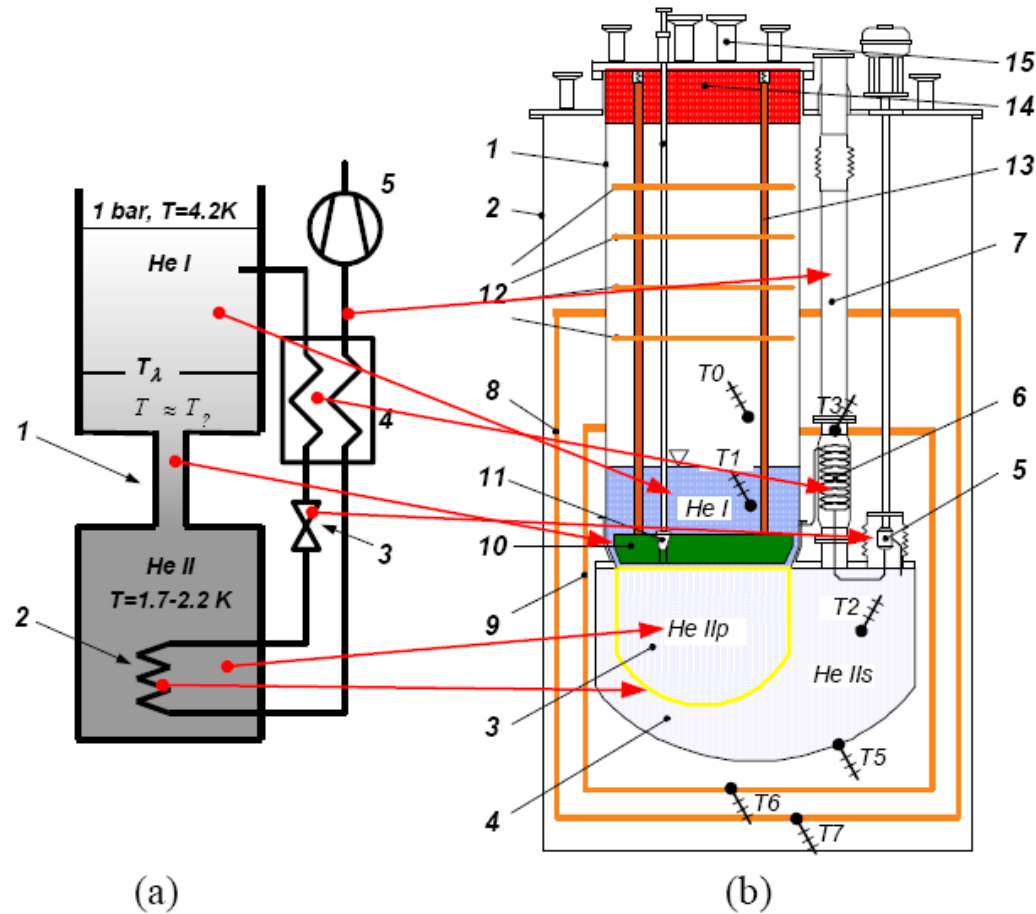 5
1 bar, T=4.2K
He I
Tλ
T ≈ T?
4
1
3
He II
T=1.7-2.2 K
2
(a)
15
14
1
13
2
7
12
T0
8
T3
6
T1
11
He I
5
10
T2
He IIp
9
He IIs
3
T5
4
T6
T7
(b)